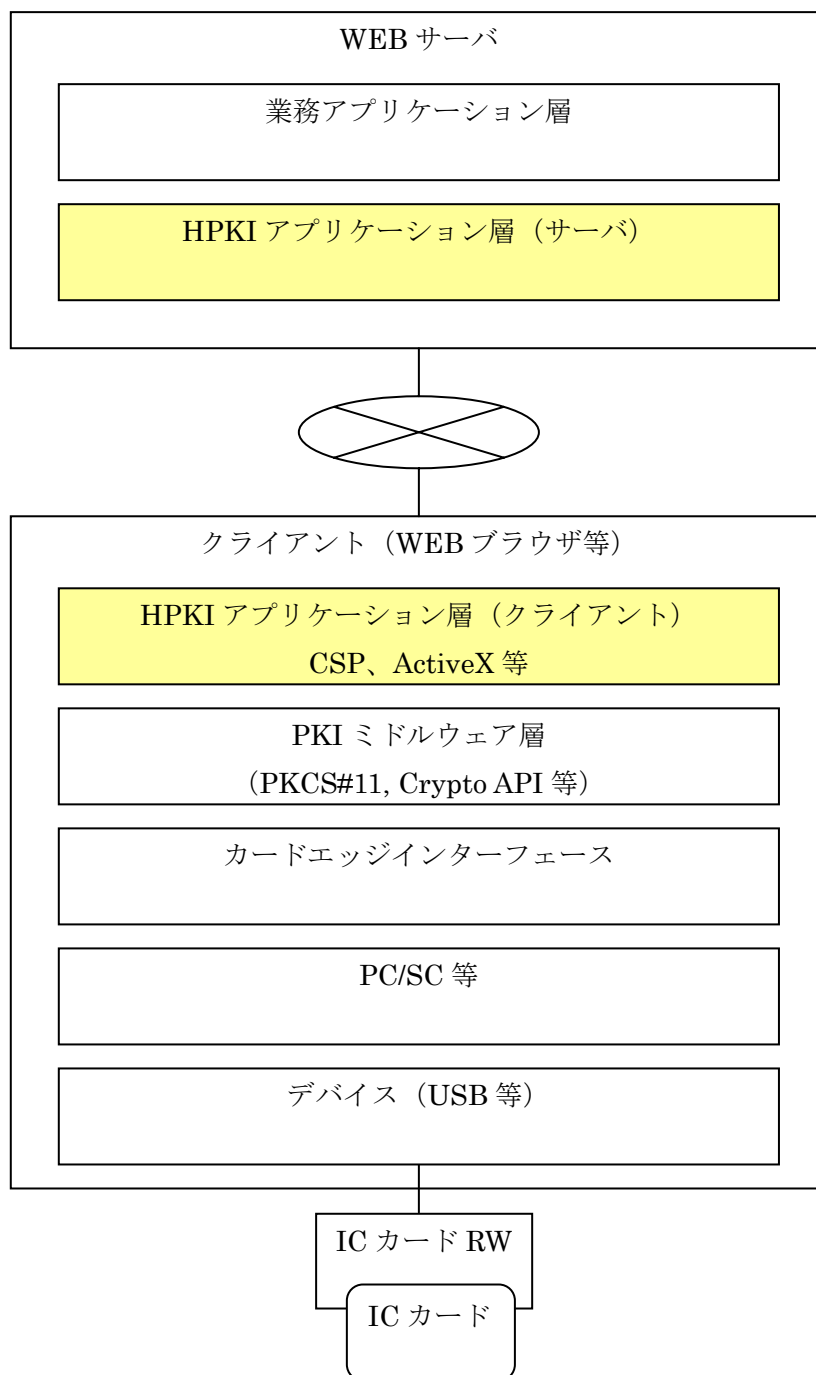 WEB サーバ
業務アプリケーション層
HPKI アプリケーション層（サーバ）
クライアント（WEB ブラウザ等）
HPKI アプリケーション層（クライアント）
CSP、ActiveX 等
PKI ミドルウェア層
（PKCS#11, Crypto API 等）
カードエッジインターフェース
PC/SC 等
デバイス（USB 等）
IC カード RW
IC カード